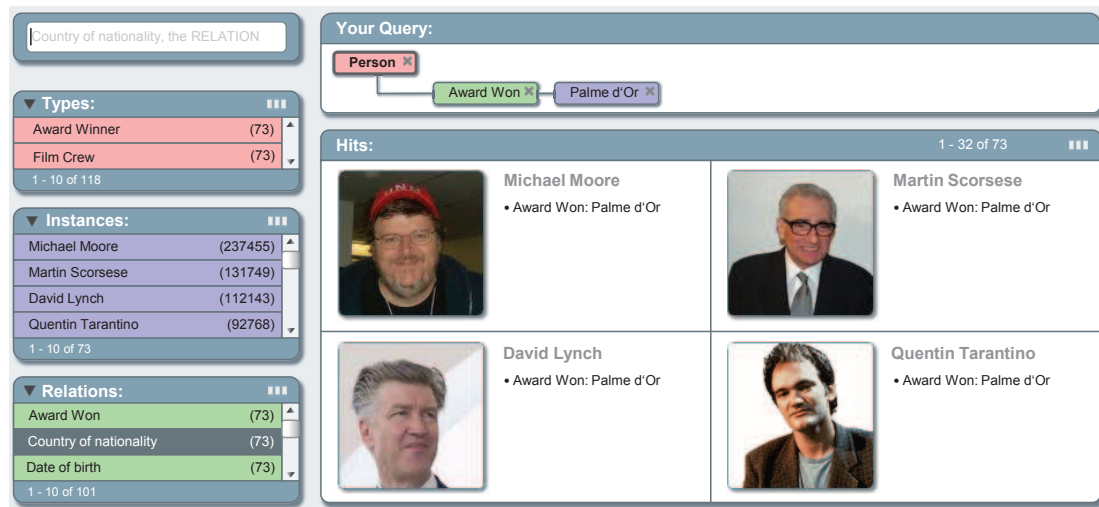 Country of nationality, the RELATION
Types:
Award Winner (73)
Film Crew (73)
1 - 10 of 118
Instances:
Michael Moore (237455)
Martin Scorsese (131749)
David Lynch (112143)
Quentin Tarantino (92768)
1 - 10 of 73
Relations:
Award Won (73)
Country of nationality (73)
Date of birth (73)
1 - 10 of 101
Your Query:
Person
Award Won
Palme d‘Or
Hits:
1 - 32 of 73
Michael Moore
• Award Won: Palme d‘Or
Martin Scorsese
• Award Won: Palme d‘Or
David Lynch
• Award Won: Palme d‘Or
Quentin Tarantino
• Award Won: Palme d‘Or